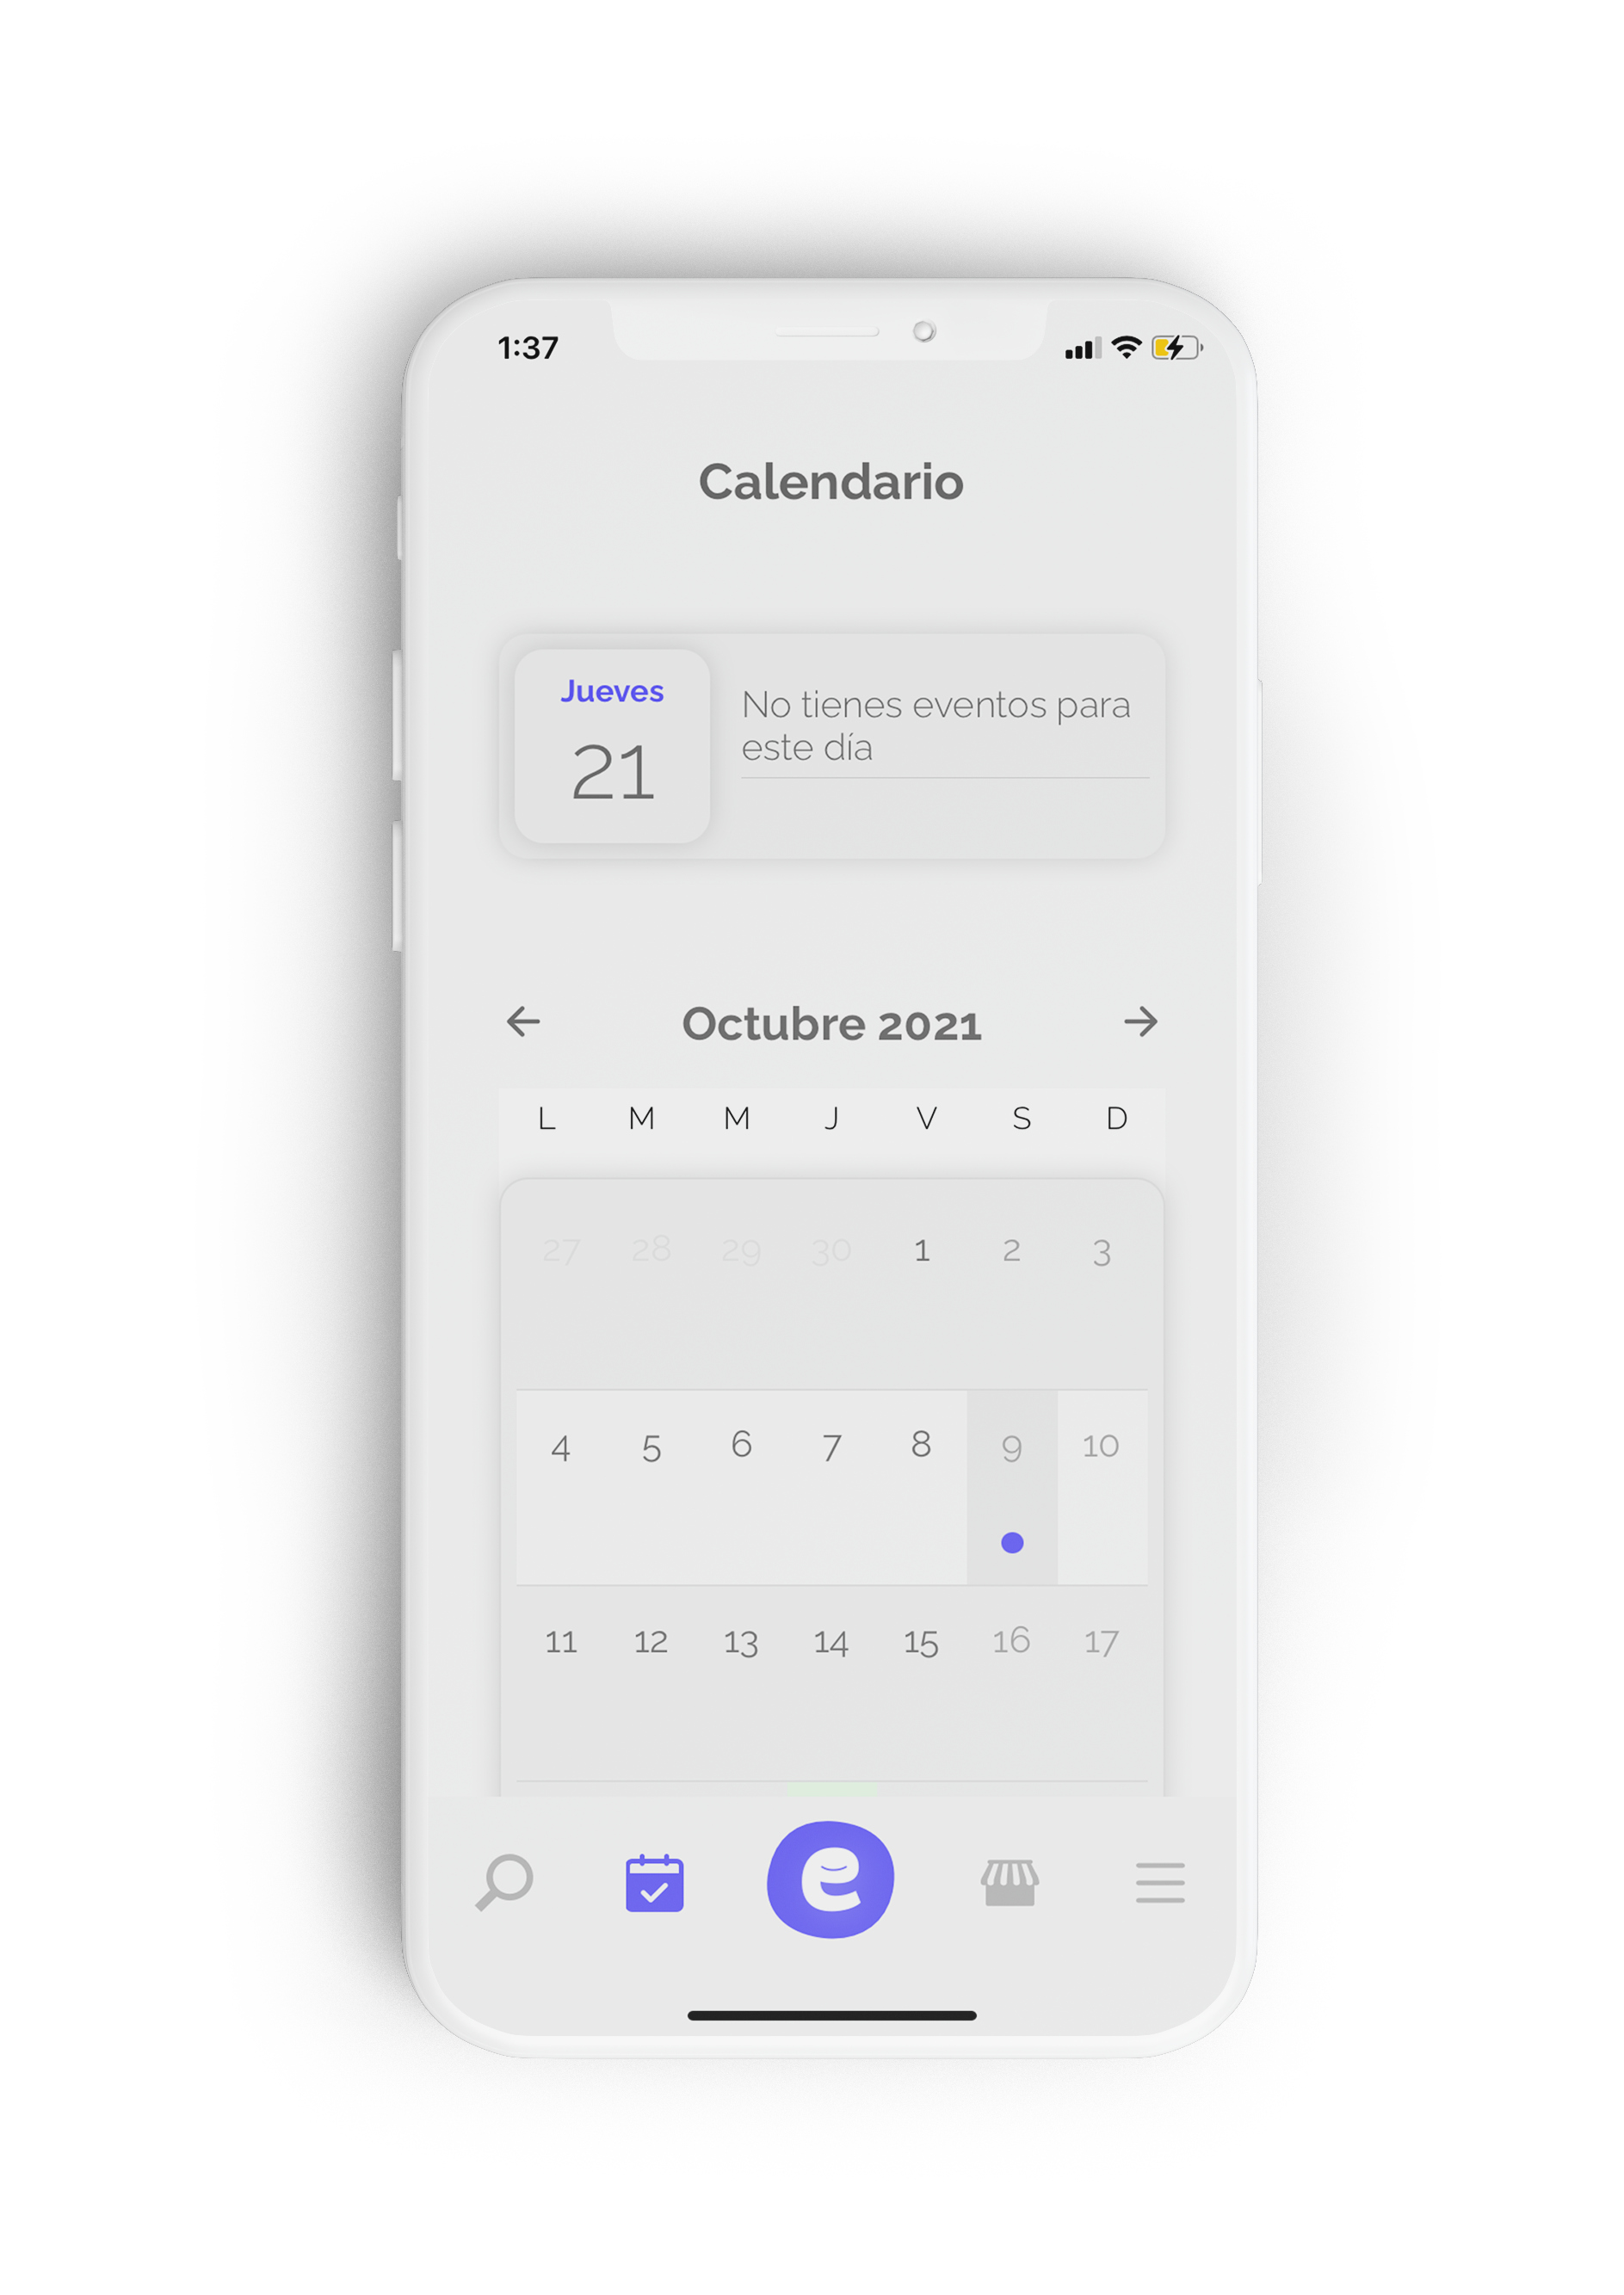 1:37
Calendario
Jueves
21
No tienes eventos para
este día
Octubre 2021
L M M J V S D
27 28 29 30 1 2 3
4 5 6 7 8 9 10
11 12 13 14 15 16 17
e